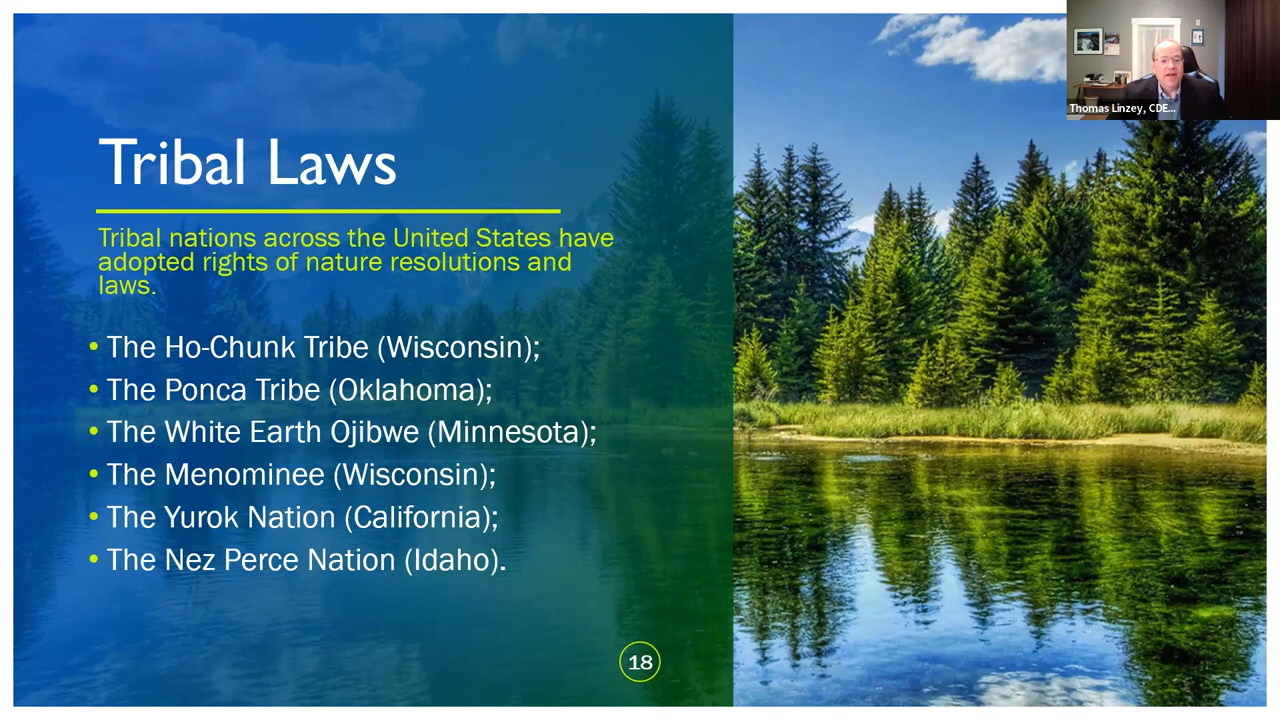 Thomas Linzey, CDE...
Tribal Laws
Tribal nations across the United States have
adopted rights of nature resolutions and
laws.
• The Ho-Chunk Tribe (Wisconsin);
• The Ponca Tribe (Oklahoma);
• The White Earth Ojibwe (Minnesota);
• The Menominee (Wisconsin);
• The Yurok Nation (California);
• The Nez Perce Nation (Idaho).
18